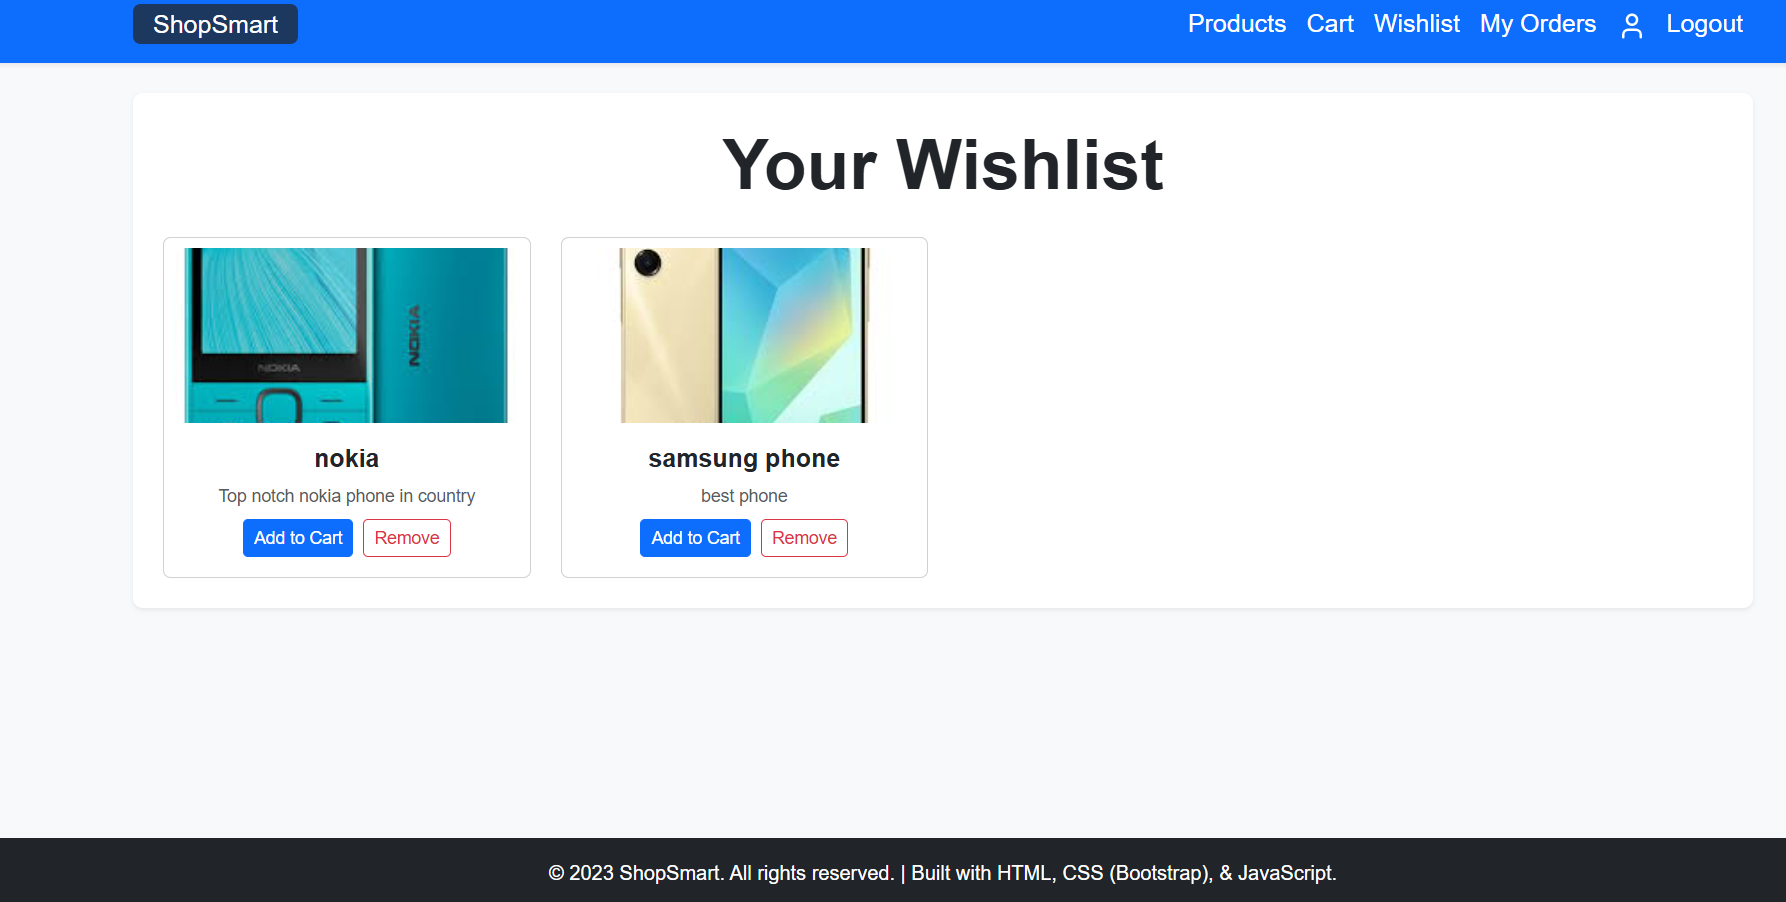 ShopSmart
Products Cart Wishlist My Orders Logout
Your Wishlist
NOKIA
NOKIA
nokia
Top notch nokia phone in country
Add to Cart Remove
samsung phone
best phone
Add to Cart Remove
© 2023 ShopSmart. All rights reserved. | Built with HTML, CSS (Bootstrap), & JavaScript.